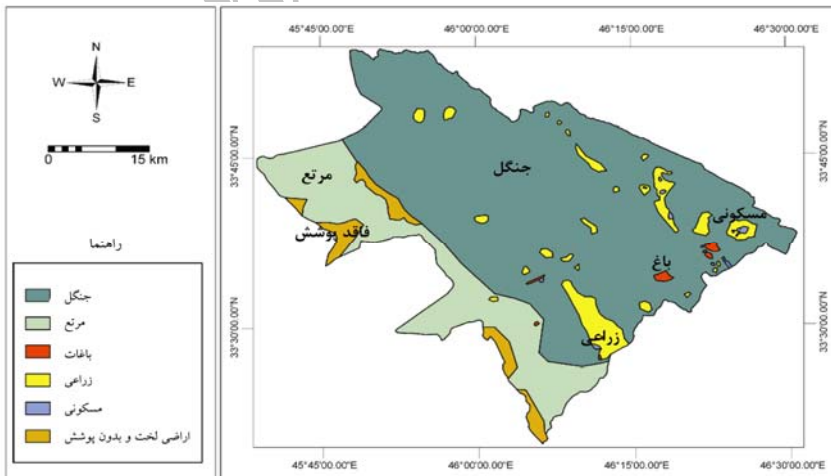 45°45'00.00"E 46°00'00.00"E 46°15'00.00"E 46°30'00.00"E
N
W E
S
0 15 km
راهنما
جنگل
مرتع
باغات
زراعی
مسکونی
اراضی لخت و بدون پوشش
33°45'00.00"N 33°45'00.00"N
33°30'00.00"N 33°30'00.00"N
جنگل
مرتع
مسکونی
فاقد پوشش
باغ
زراعی
45°45'00.00"E 46°00'00.00"E 46°15'00.00"E 46°30'00.00"E